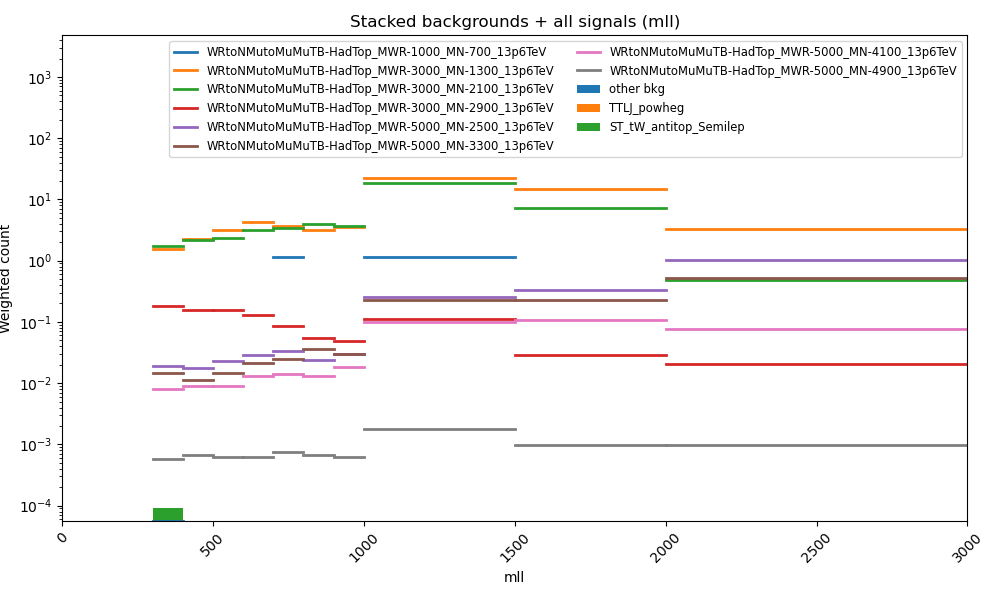 Stacked backgrounds + all signals (mll)
WRtoNMutoMuMuTB-HadTop_MWR-1000_MN-700_13p6TeV
WRtoNMutoMuMuTB-HadTop_MWR-3000_MN-1300_13p6TeV
WRtoNMutoMuMuTB-HadTop_MWR-3000_MN-2100_13p6TeV
WRtoNMutoMuMuTB-HadTop_MWR-3000_MN-2900_13p6TeV
WRtoNMutoMuMuTB-HadTop_MWR-5000_MN-2500_13p6TeV
WRtoNMutoMuMuTB-HadTop_MWR-5000_MN-3300_13p6TeV
WRtoNMutoMuMuTB-HadTop_MWR-5000_MN-4100_13p6TeV
WRtoNMutoMuMuTB-HadTop_MWR-5000_MN-4900_13p6TeV
other bkg
TTLJ_powheg
ST_tW_antitop_Semilep
Weighted count
10³
10²
10¹
10⁰
10⁻¹
10⁻²
10⁻³
10⁻⁴
0
500
1000
1500
2000
2500
3000
mll